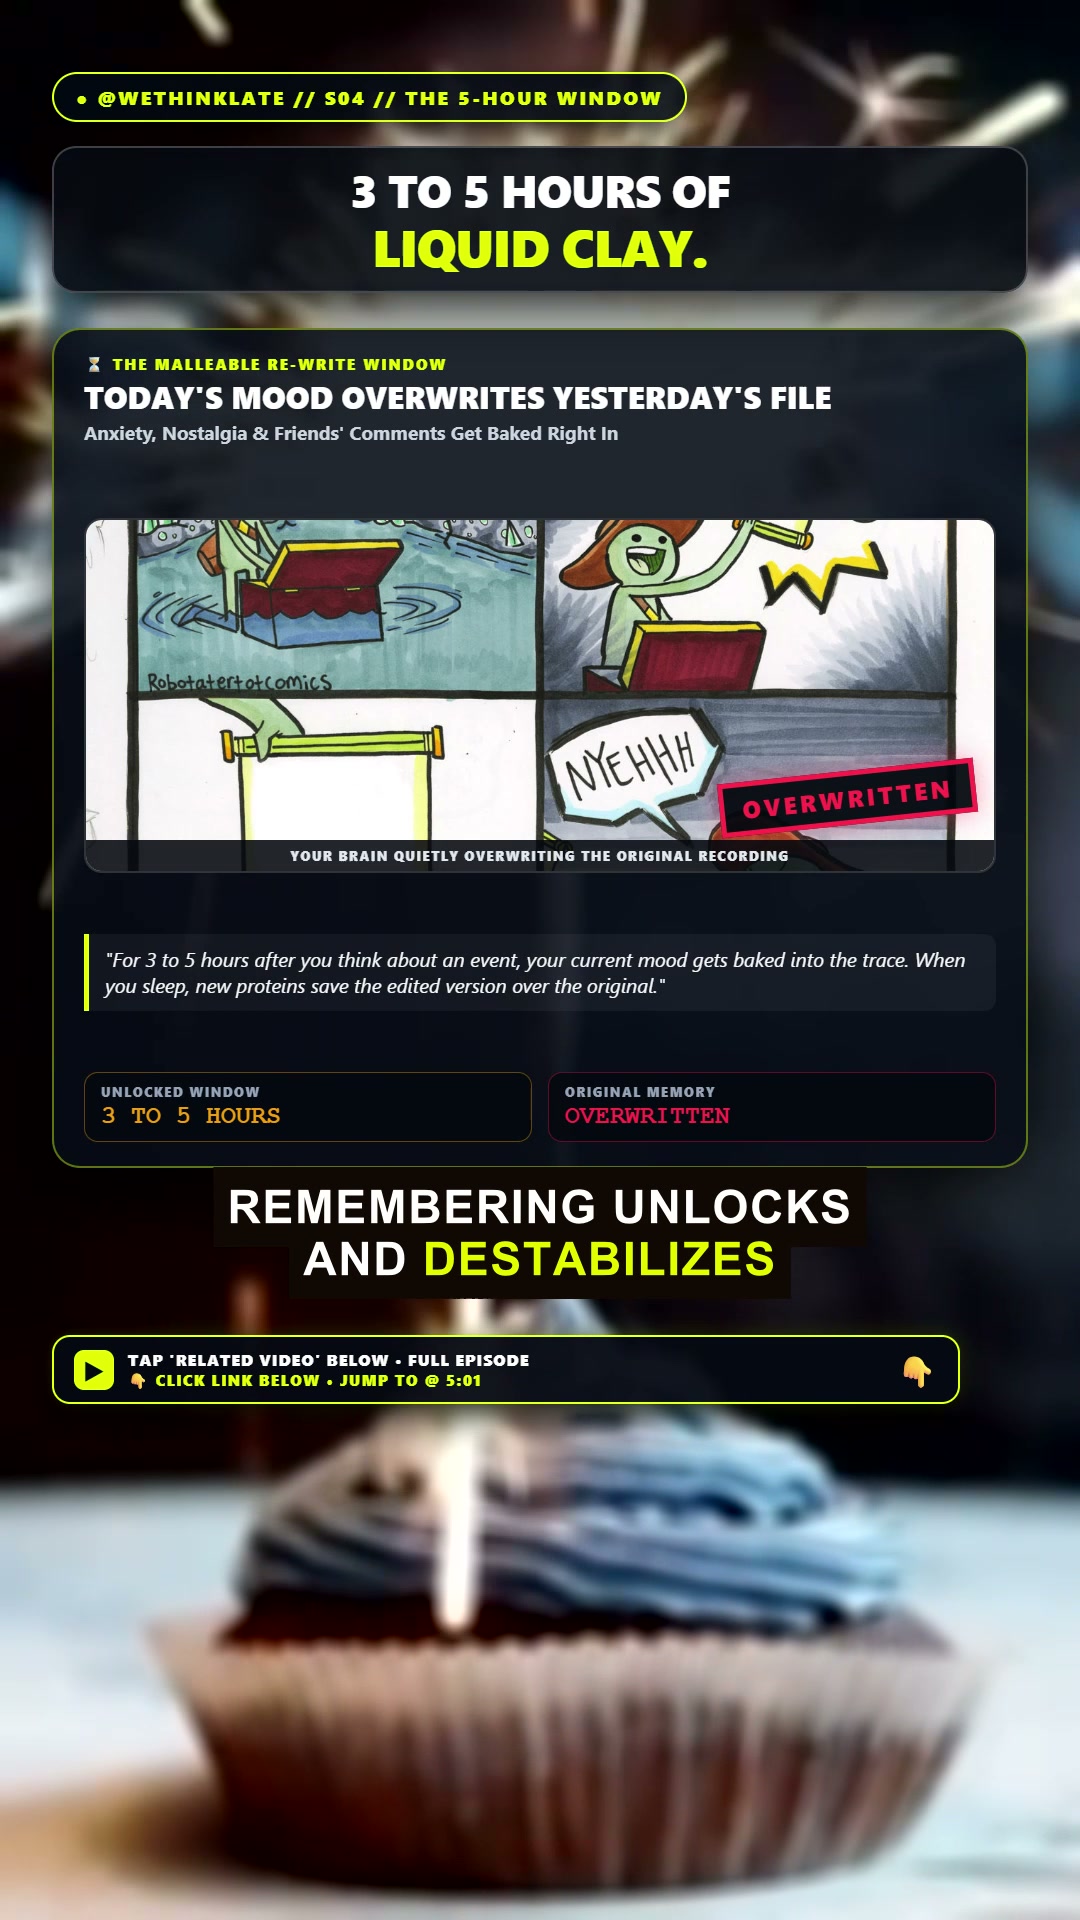 ● @WETHINKLATE // S04 // THE 5-HOUR WINDOW
3 TO 5 HOURS OF
LIQUID CLAY.
⏳ THE MALLEABLE RE-WRITE WINDOW
TODAY'S MOOD OVERWRITES YESTERDAY'S FILE
Anxiety, Nostalgia & Friends' Comments Get Baked Right In
Robotatertotcomics
NYEHHH
OVERWRITTEN
YOUR BRAIN QUIETLY OVERWRITING THE ORIGINAL RECORDING
"For 3 to 5 hours after you think about an event, your current mood gets baked into the trace. When
you sleep, new proteins save the edited version over the original."
UNLOCKED WINDOW
3 TO 5 HOURS
ORIGINAL MEMORY
OVERWRITTEN
REMEMBERING UNLOCKS
AND DESTABILIZES
TAP 'RELATED VIDEO' BELOW • FULL EPISODE
👇 CLICK LINK BELOW • JUMP TO @ 5:01
👇